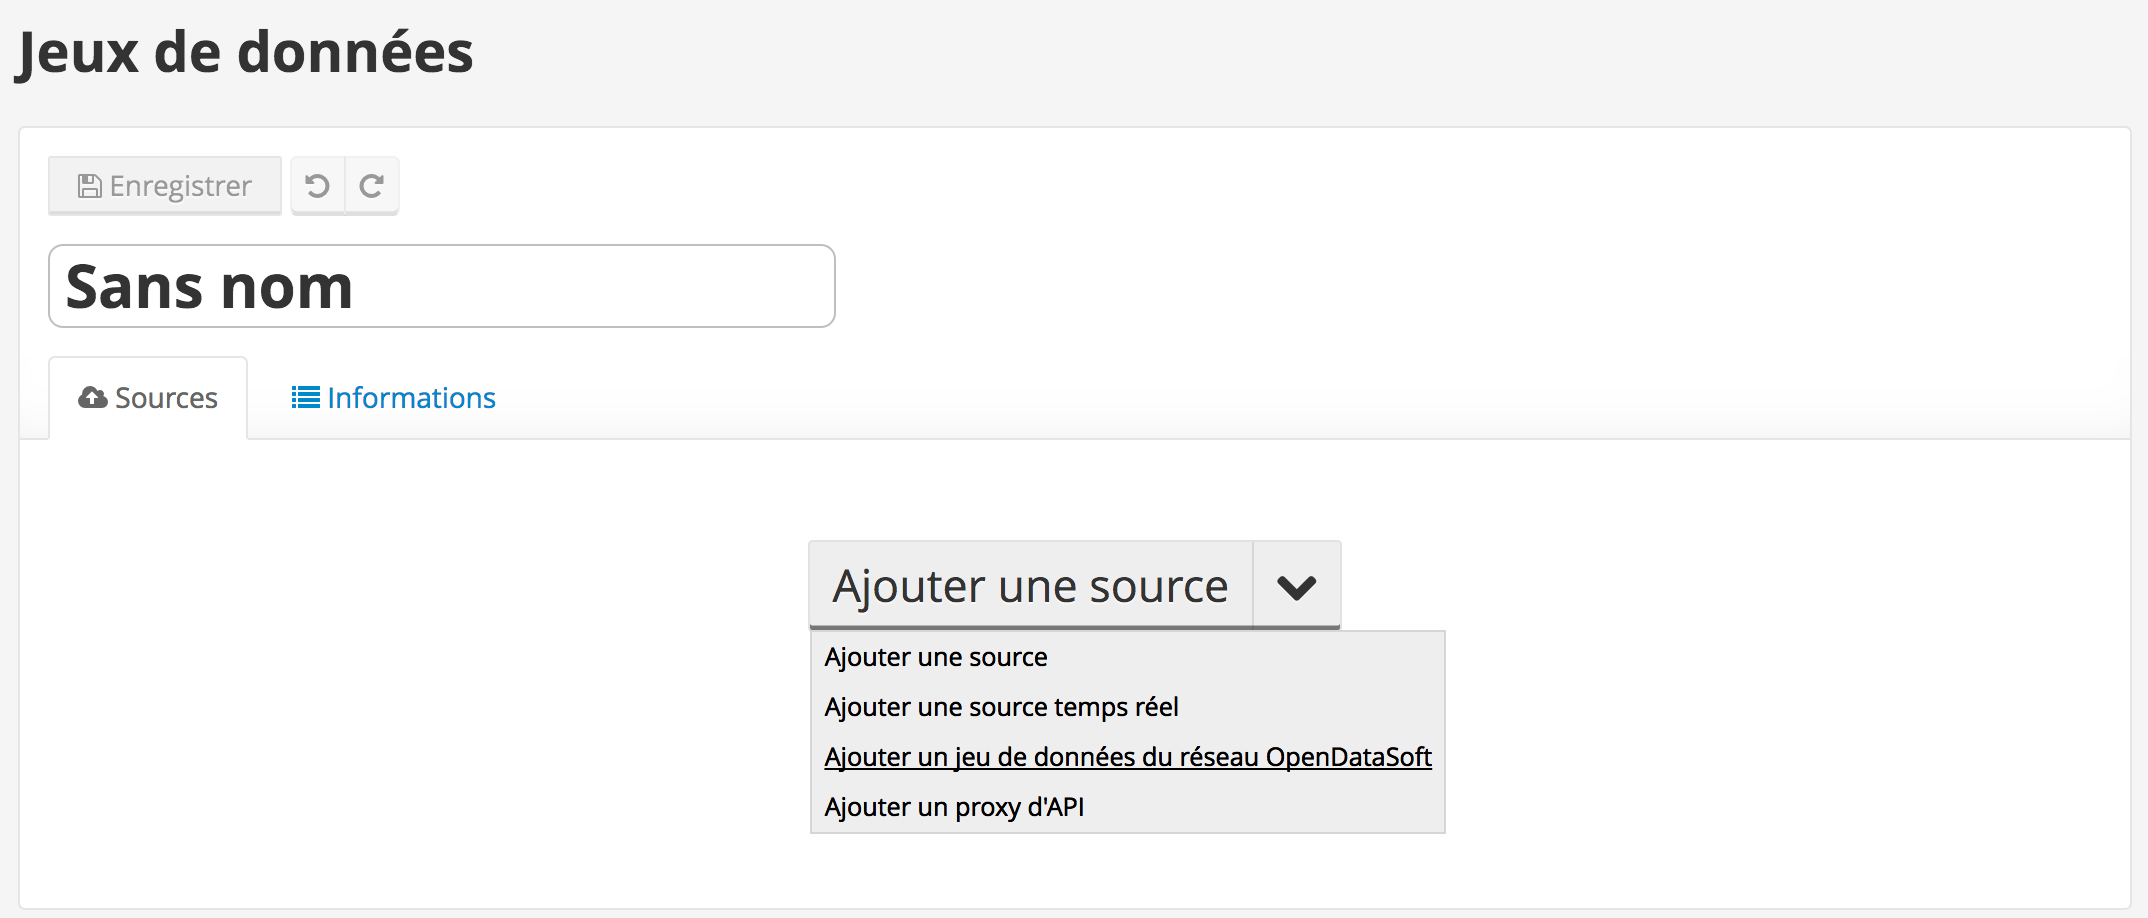 Jeux de données
Enregistrer
Sans nom
Sources Informations
Ajouter une source
Ajouter une source
Ajouter une source temps réel
Ajouter un jeu de données du réseau OpenDataSoft
Ajouter un proxy d'API